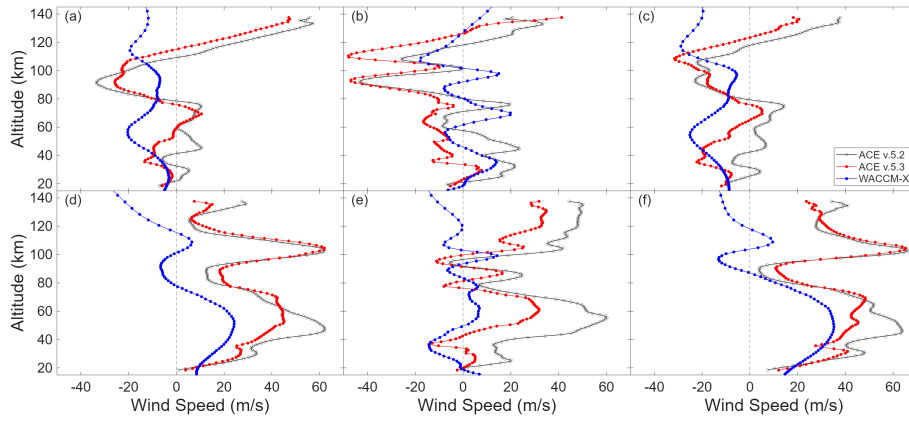 (a) (b) (c)
140
120
100
80
60
40
20
Altitude (km)
ACE v.5.2
ACE v.5.3
WACCM-X
(d) (e) (f)
140
120
100
80
60
40
20
Altitude (km)
-40 -20 0 20 40 60 -40 -20 0 20 40 60 -40 -20 0 20 40 60
Wind Speed (m/s) Wind Speed (m/s) Wind Speed (m/s)